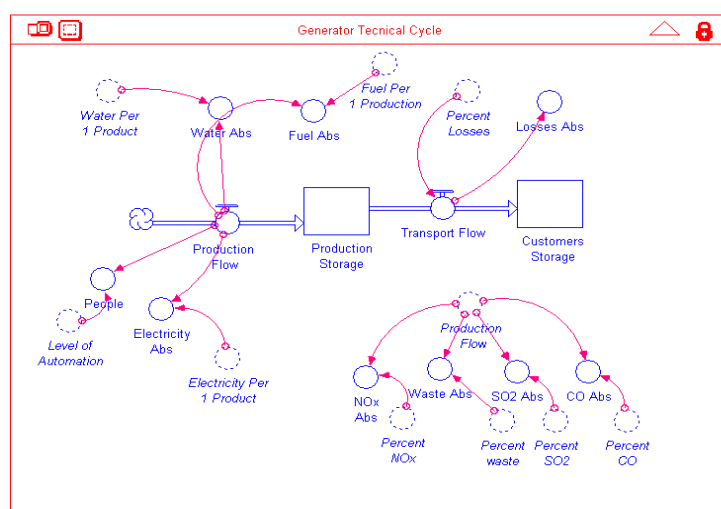 Generator Tecnical Cycle
Water Per
1 Product
Water Abs
Fuel Abs
Fuel Per
1 Production
Percent
Losses
Losses Abs
Production
Flow
Production
Storage
Transport Flow
Customers
Storage
People
Level of
Automation
Electricity
Abs
Electricity Per
1 Product
Production
Flow
NOx
Abs
Waste Abs
SO2 Abs
CO Abs
Percent
NOx
Percent
waste
Percent
SO2
Percent
CO